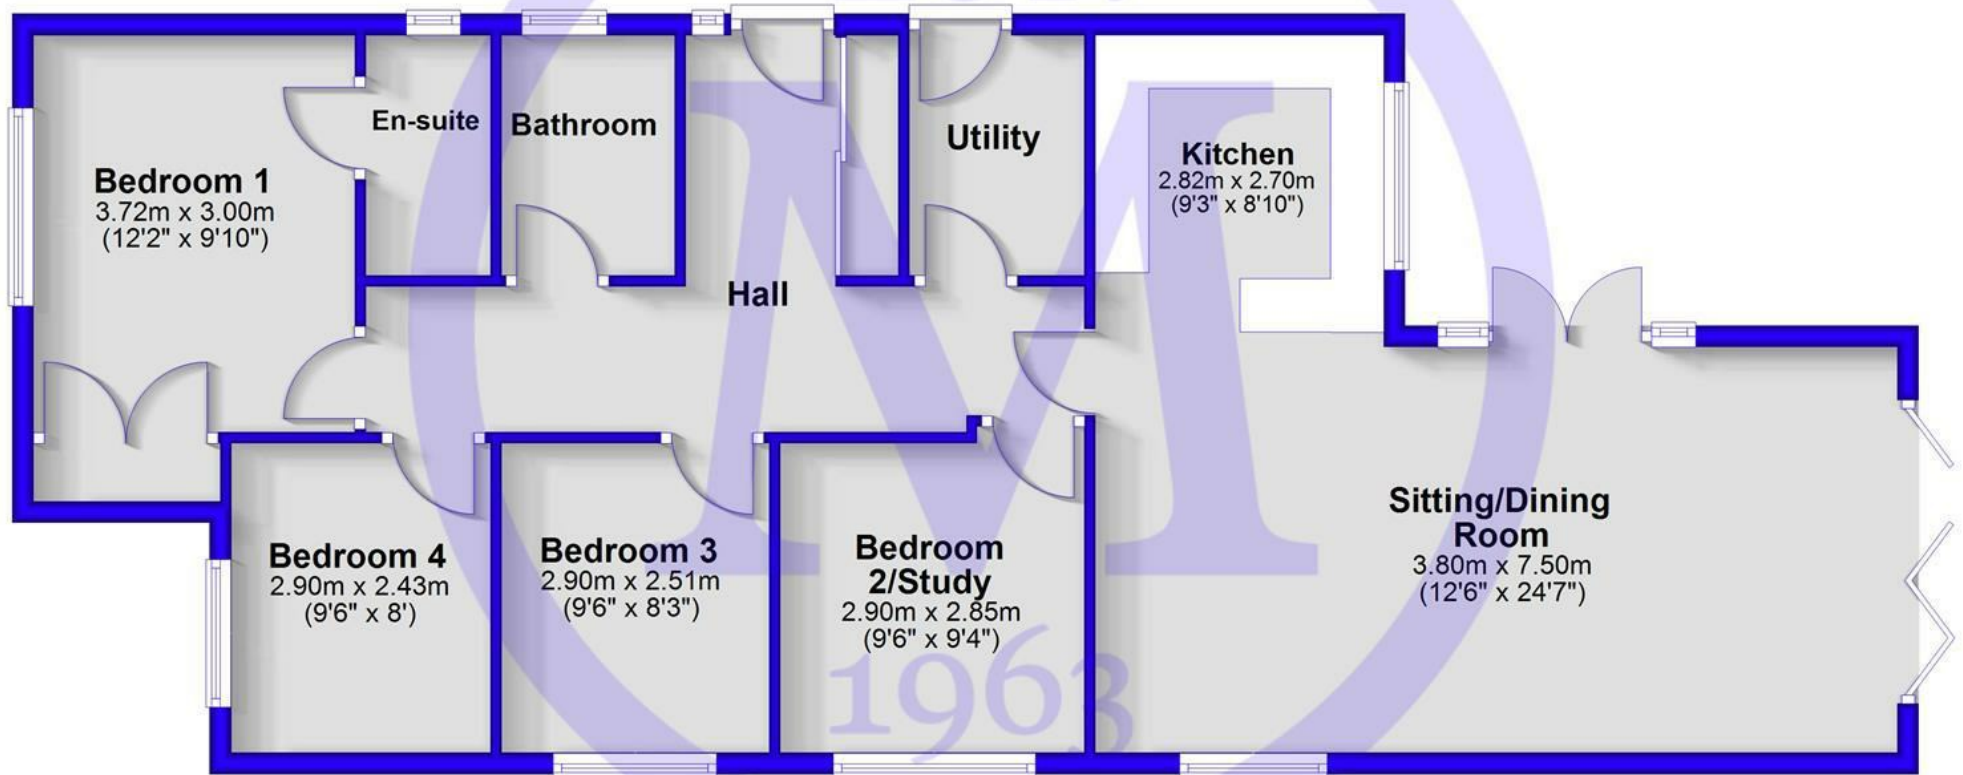 En-suite
Bathroom
Utility
Kitchen
2.82m x 2.70m
(9'3" x 8'10")
Bedroom 1
3.72m x 3.00m
(12'2" x 9'10")
Hall
Bedroom 4
2.90m x 2.43m
(9'6" x 8')
Bedroom 3
2.90m x 2.51m
(9'6" x 8'3")
Bedroom
2/Study
2.90m x 2.85m
(9'6" x 9'4")
Sitting/Dining
Room
3.80m x 7.50m
(12'6" x 24'7")
M
1963